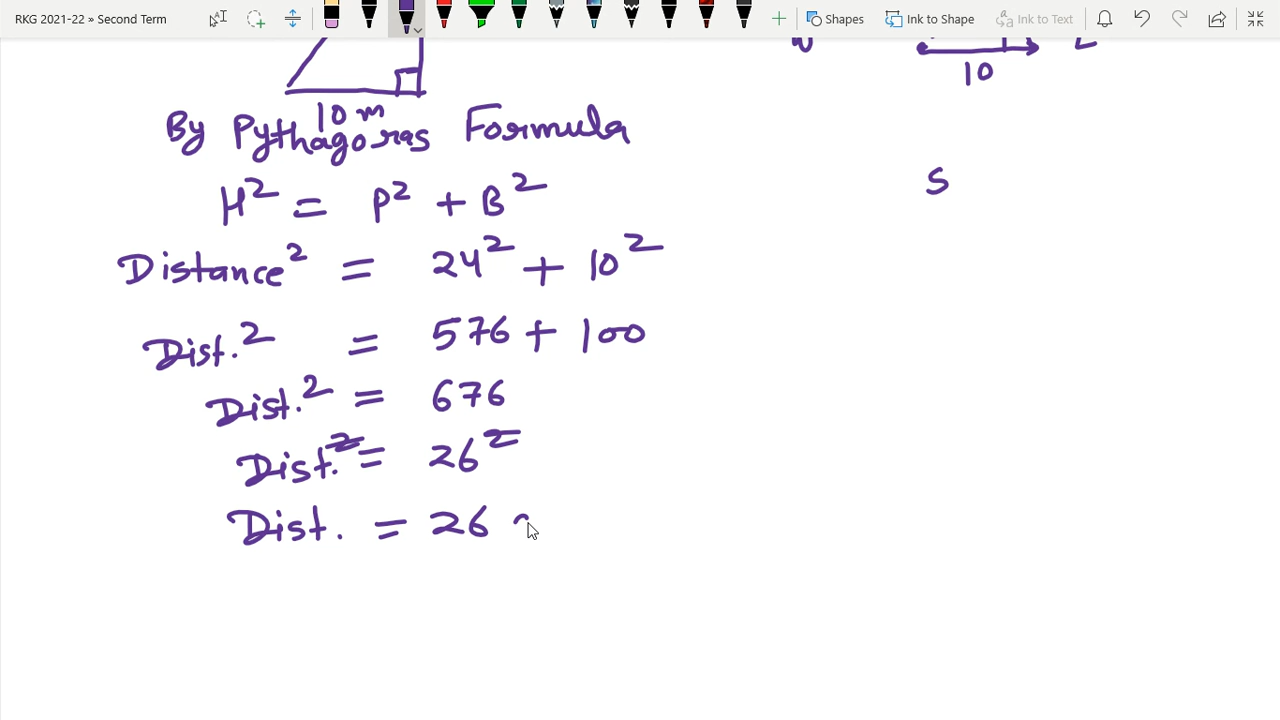 RKG 2021-22 » Second Term
Shapes
Ink to Shape
Ink to Text
10
10 m
By Pythagoras Formula
H² = P² + B²
S
Distance² = 24² + 10²
Dist.² = 576 + 100
Dist.² = 676
Dist.² = 26²
Dist. = 26